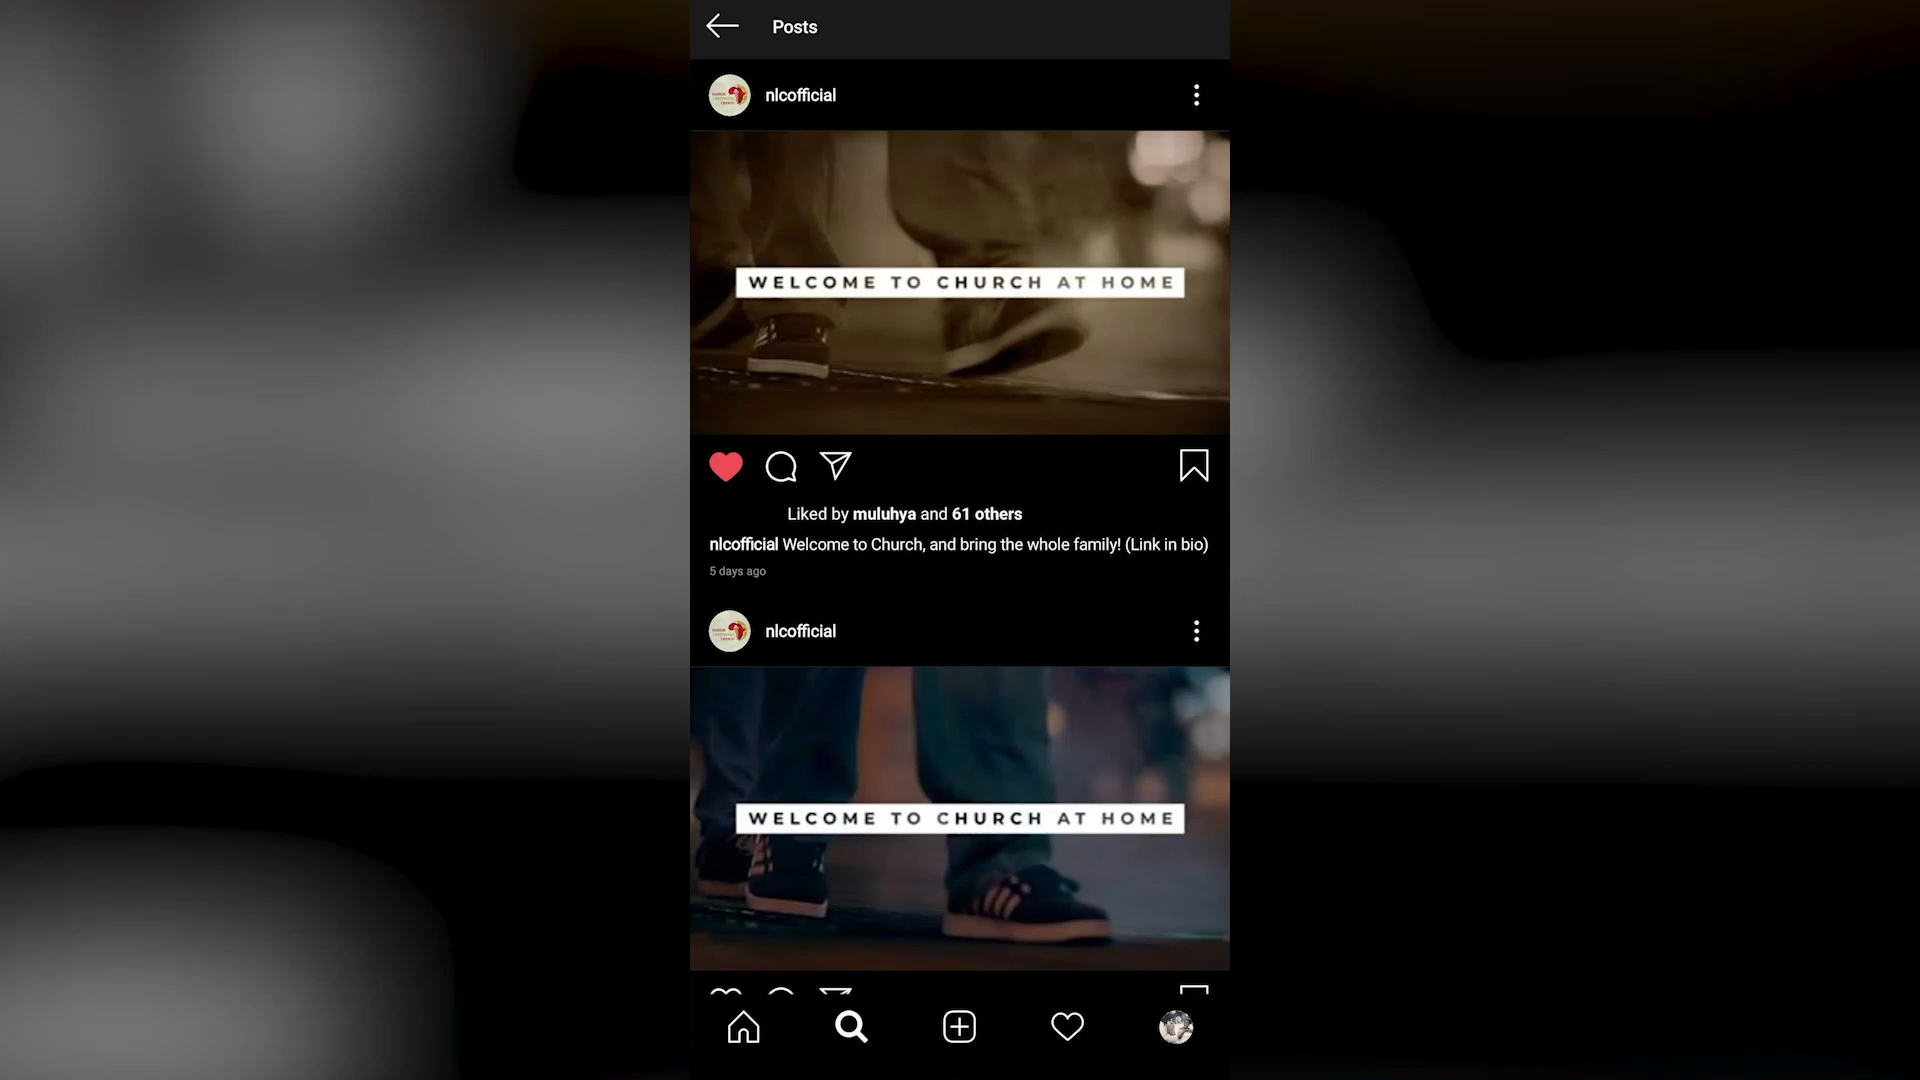 Posts
nlcofficial
WELCOME TO CHURCH AT HOME
Liked by muluhya and 61 others
nlcofficial Welcome to Church, and bring the whole family! (Link in bio)
5 days ago
nlcofficial
WELCOME TO CHURCH AT HOME